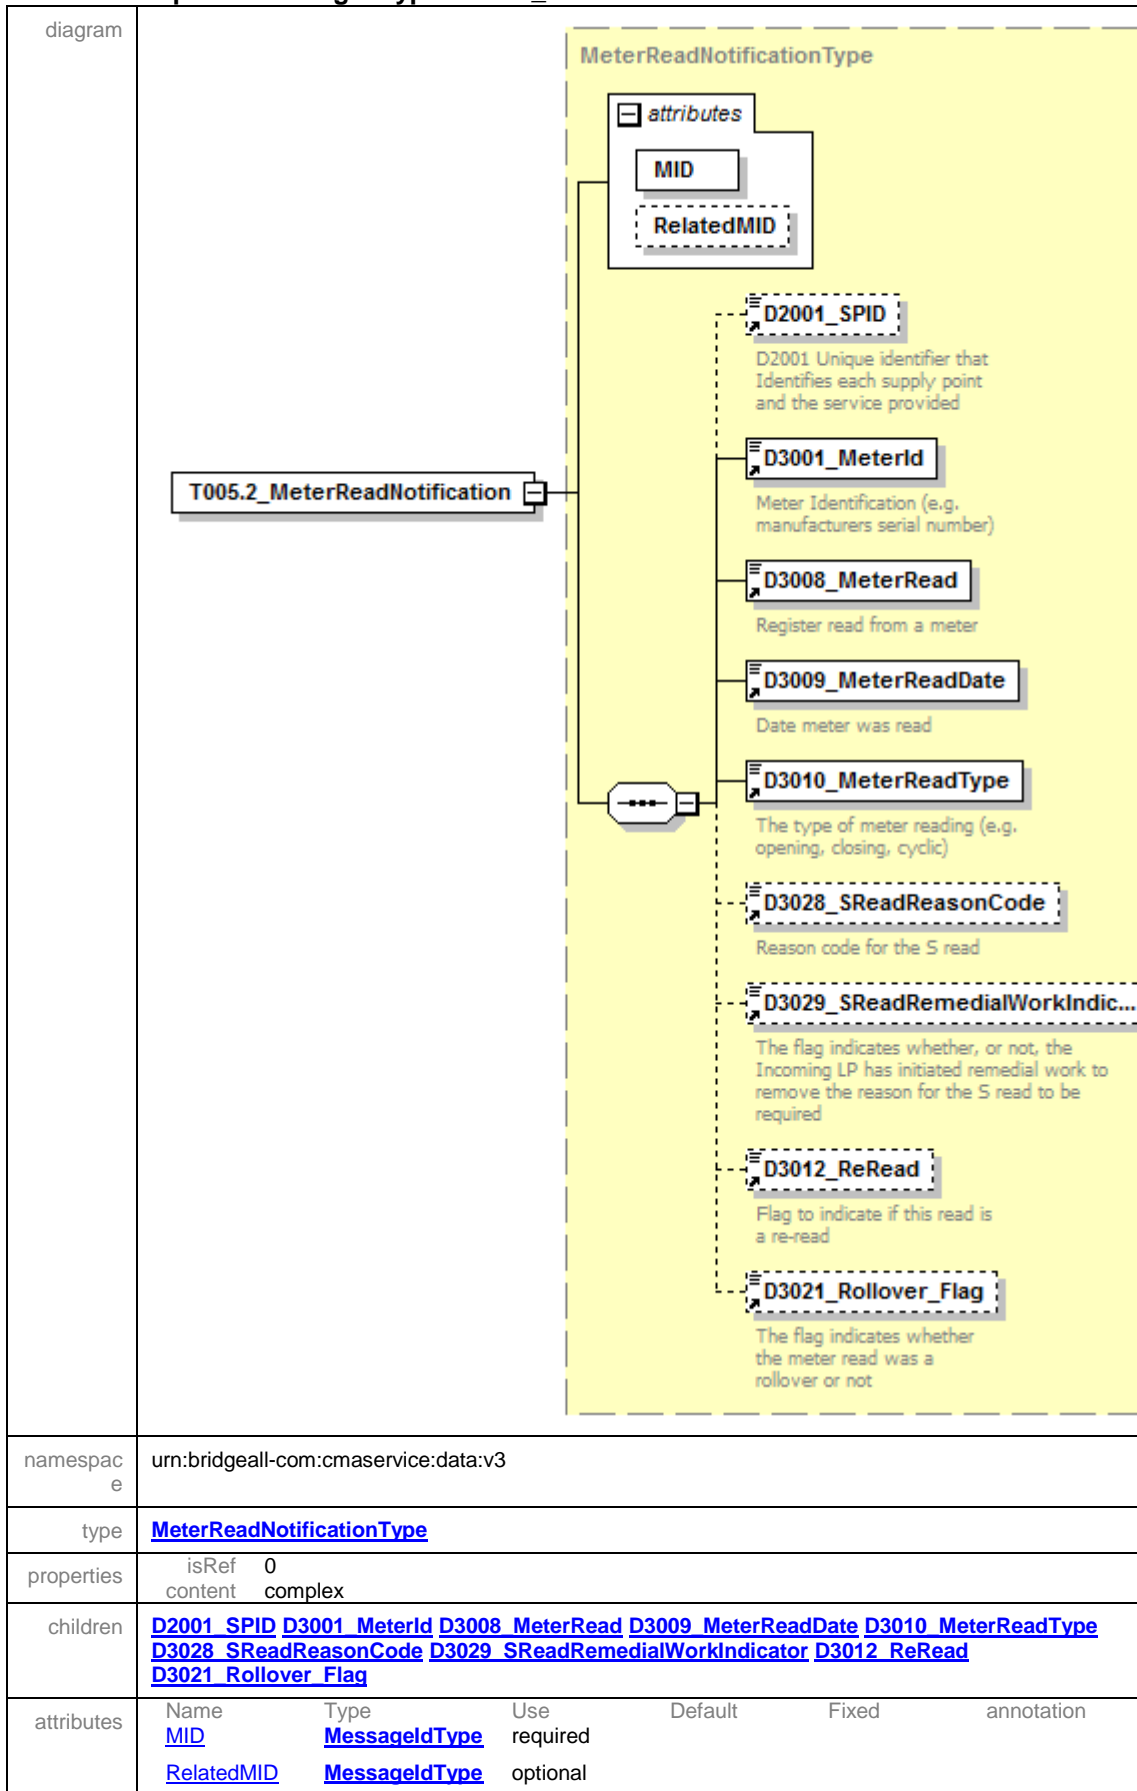 diagram
MeterReadNotificationType
attributes
MID
RelatedMID
D2001_SPID
D2001 Unique identifier that
Identifies each supply point
and the service provided
D3001_MeterId
Meter Identification (e.g.
manufacturers serial number)
T005.2_MeterReadNotification
D3008_MeterRead
Register read from a meter
D3009_MeterReadDate
Date meter was read
D3010_MeterReadType
The type of meter reading (e.g.
opening, closing, cyclic)
D3028_SReadReasonCode
Reason code for the S read
D3029_SReadRemedialWorkIndic...
The flag indicates whether, or not, the
Incoming LP has initiated remedial work to
remove the reason for the S read to be
required
D3012_ReRead
Flag to indicate if this read is
a re-read
D3021_Rollover_Flag
The flag indicates whether
the meter read was a
rollover or not
namespac
e
urn:bridgeall-com:cmaservice:data:v3
type
MeterReadNotificationType
properties
isRef 0
content complex
children
D2001_SPID D3001_MeterId D3008_MeterRead D3009_MeterReadDate D3010_MeterReadType
D3028_SReadReasonCode D3029_SReadRemedialWorkIndicator D3012_ReRead
D3021_Rollover_Flag
attributes
Name Type Use Default Fixed annotation
MID MessageIdType required
RelatedMID MessageIdType optional